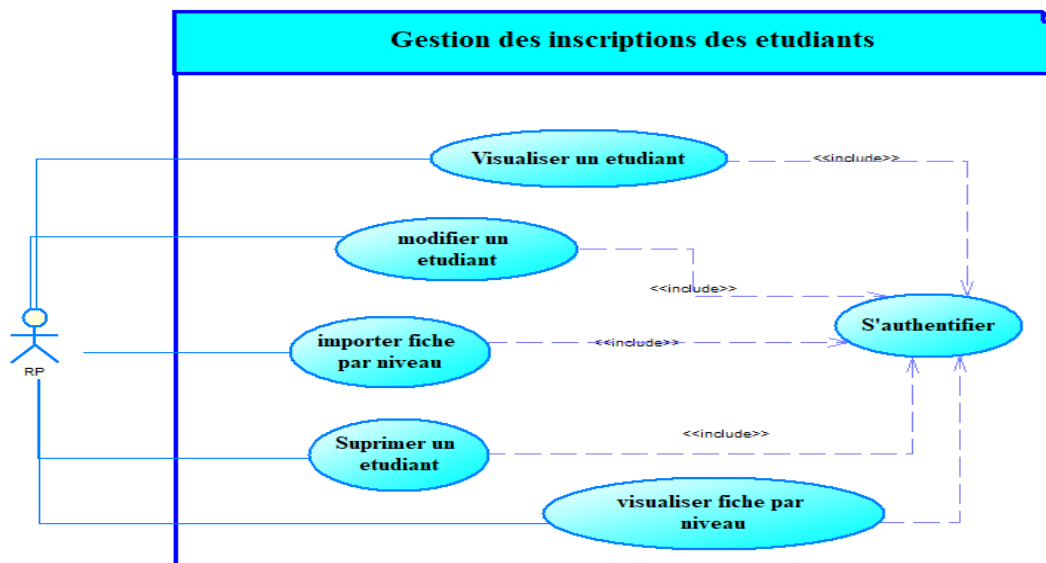 Gestion des inscriptions des etudiants
Visualiser un etudiant
<<include>>
modifier un
etudiant
<<include>>
S'authentifier
importer fiche
par niveau
<<include>>
RP
Suprimer un
etudiant
<<include>>
visualiser fiche par
niveau